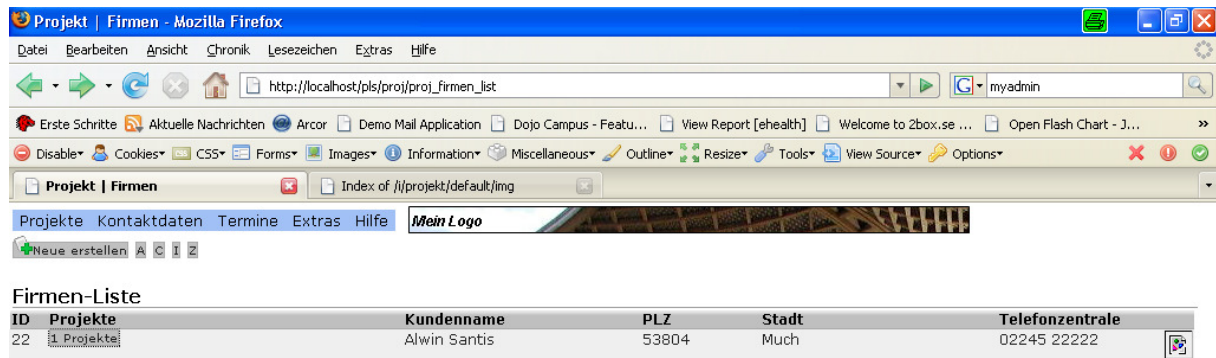 Projekt | Firmen - Mozilla Firefox
Datei Bearbeiten Ansicht Chronik Lesezeichen Extras Hilfe
http://localhost/pls/proj/proj_firmen_list G myadmin
Erste Schritte Aktuelle Nachrichten Arcor Demo Mail Application Dojo Campus - Featu... View Report [ehealth] Welcome to 2box.se ... Open Flash Chart - J... »
Disable Cookies CSS Forms Images Information Miscellaneous Outline Resize Tools View Source Options
Projekt | Firmen Index of /i/projekt/default/img
Projekte Kontaktdaten Termine Extras Hilfe Mein Logo
Neue erstellen A C I Z
Firmen-Liste
ID Projekte Kundenname PLZ Stadt Telefonzentrale
22 1 Projekte Alwin Santis 53804 Much 02245 22222